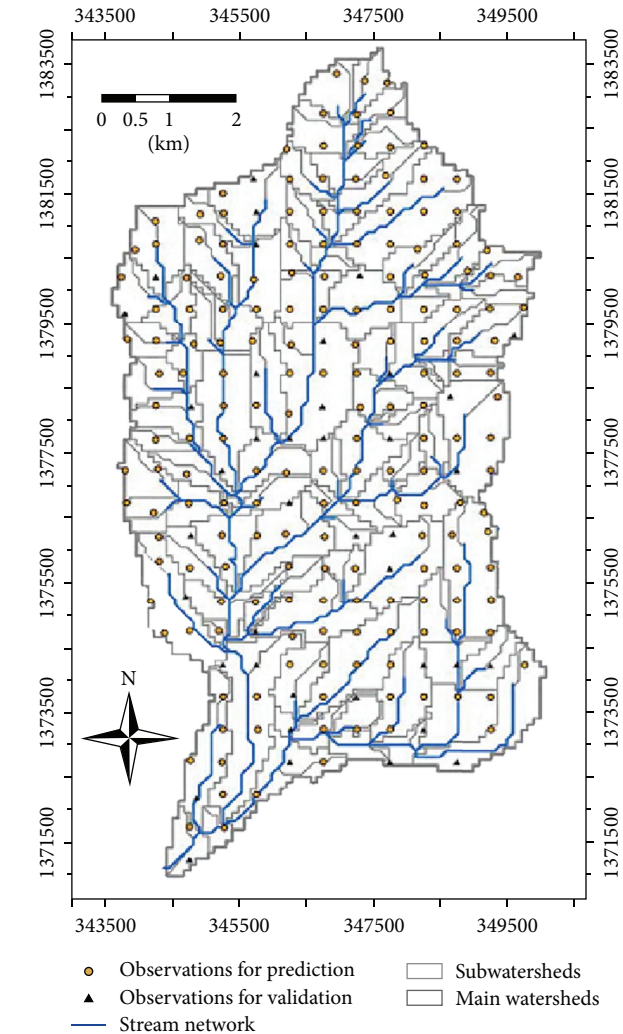 343500 345500 347500 349500
1383500 1383500
0 0.5 1 2
(km)
1381500 1381500
1379500 1379500
1377500 1377500
1375500 1375500
N
1373500 1373500
1371500 1371500
343500 345500 347500 349500
Observations for prediction Subwatersheds
Observations for validation Main watersheds
Stream network